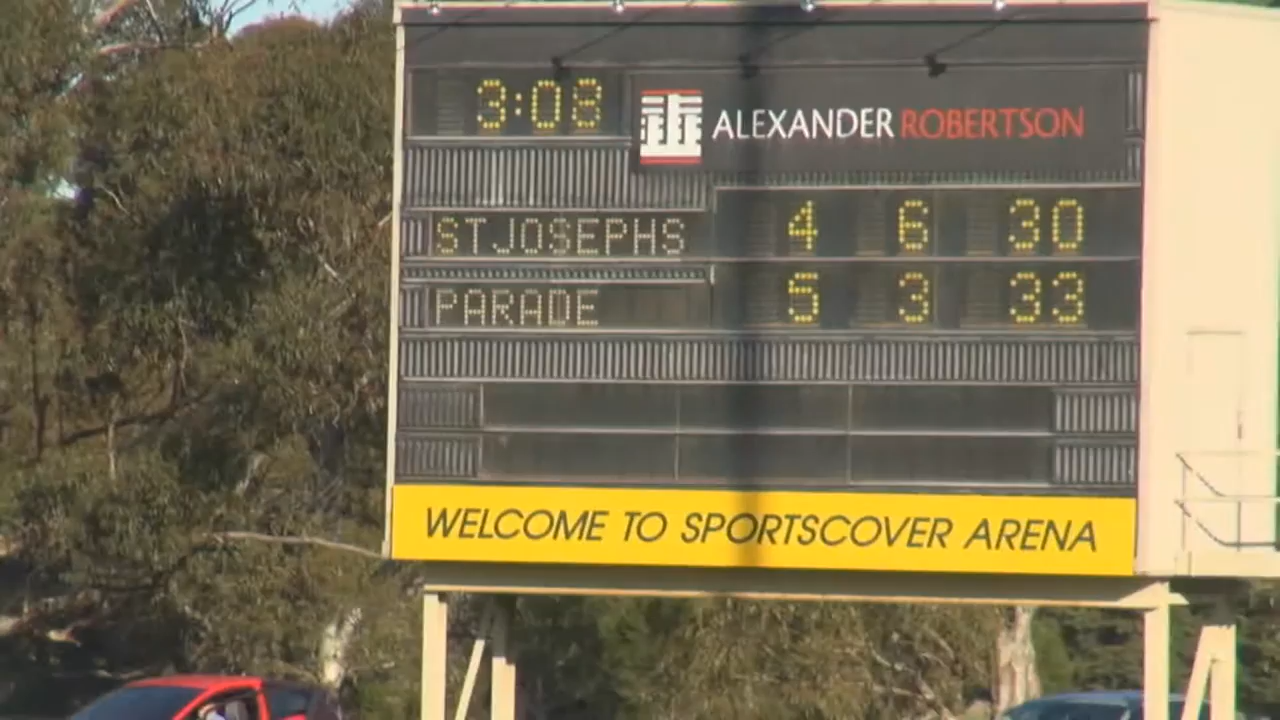 3:08
ALEXANDER ROBERTSON
STJOSEPHS 4 6 30
PARADE 5 3 33
WELCOME TO SPORTSCOVER ARENA